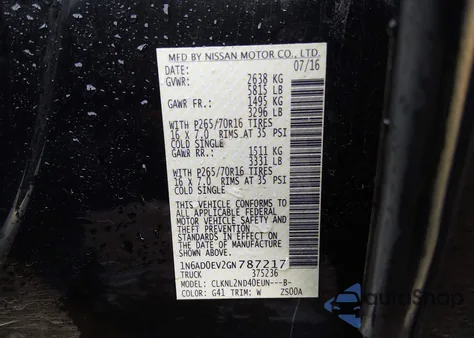 MFD BY NISSAN MOTOR CO., LTD.
DATE: 07/16
GVWR: 2638 KG
5815 LB
GAWR FR.: 1495 KG
3296 LB
WITH P265/70R16 TIRES
16 X 7.0 RIMS AT 35 PSI
COLD SINGLE
GAWR RR.: 1511 KG
3331 LB
WITH P265/70R16 TIRES
16 X 7.0 RIMS AT 35 PSI
COLD SINGLE
THIS VEHICLE CONFORMS TO
ALL APPLICABLE FEDERAL
MOTOR VEHICLE SAFETY
AND THEFT PREVENTION
STANDARDS IN EFFECT ON
THE DATE OF MANUFACTURE
SHOWN ABOVE.
1N6AD0EV2GN 787217
TRUCK 375236
MODEL: CLKNL2ND40EUN---B-
COLOR: G41 TRIM: W ZS00A
AutoShop